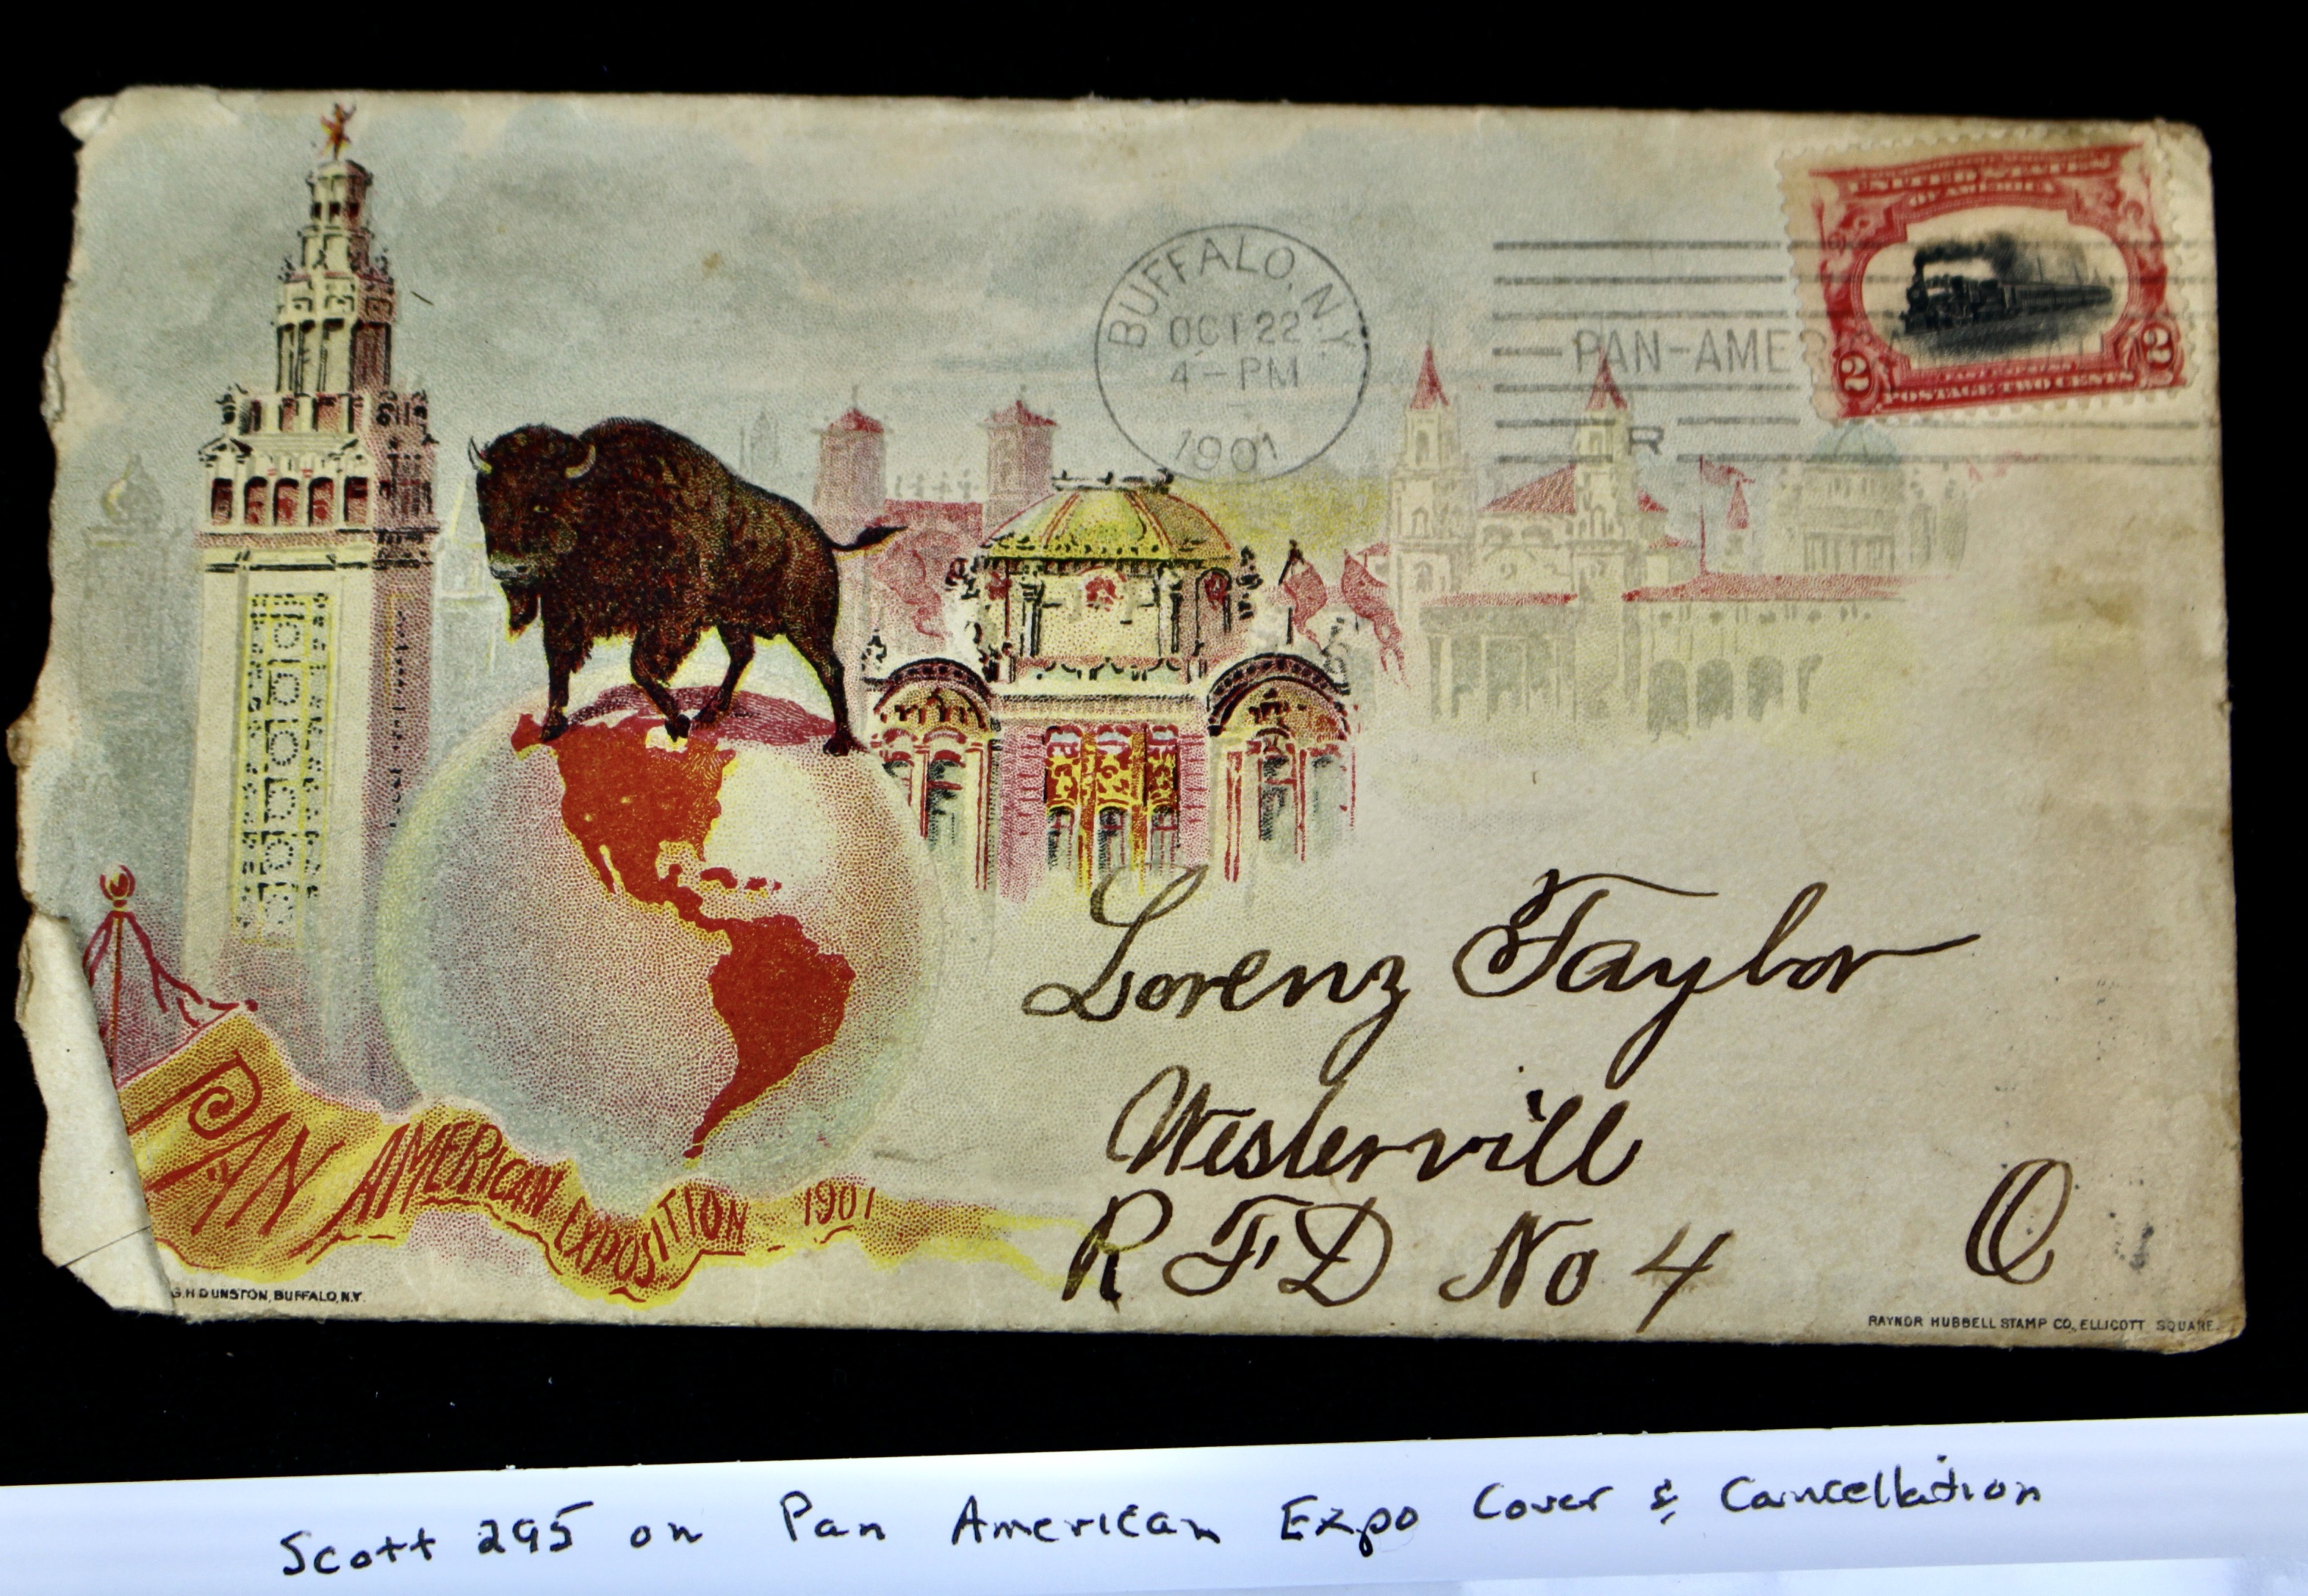 UNITED STATES
OF AMERICA
2 2
POSTAGE TWO CENTS
BUFFALO, N.Y.
OCT 22
4-PM
1901
PAN-AMER
R
Lorenz Taylor
Westervill
R F D No 4 O
PAN AMERICAN EXPOSITION 1901
G.H DUNSTON, BUFFALO, N.Y.
RAYNOR HUBBELL STAMP CO., ELLICOTT SQUARE.
Scott 295 on Pan American Expo Cover & Cancellation